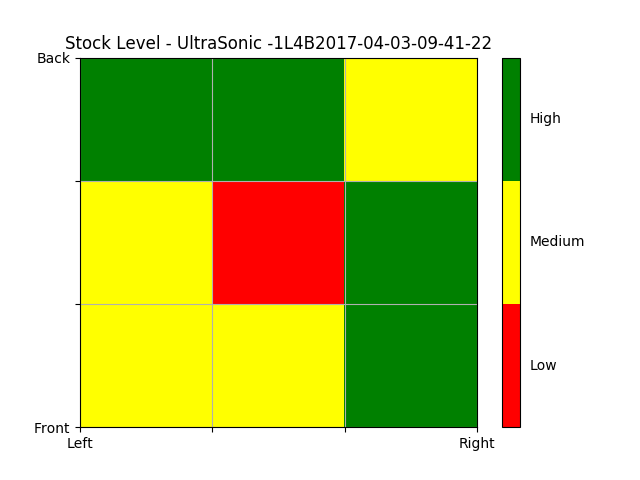 Stock Level - UltraSonic -1L4B2017-04-03-09-41-22
Back
High
Medium
Low
Front
Left
Right